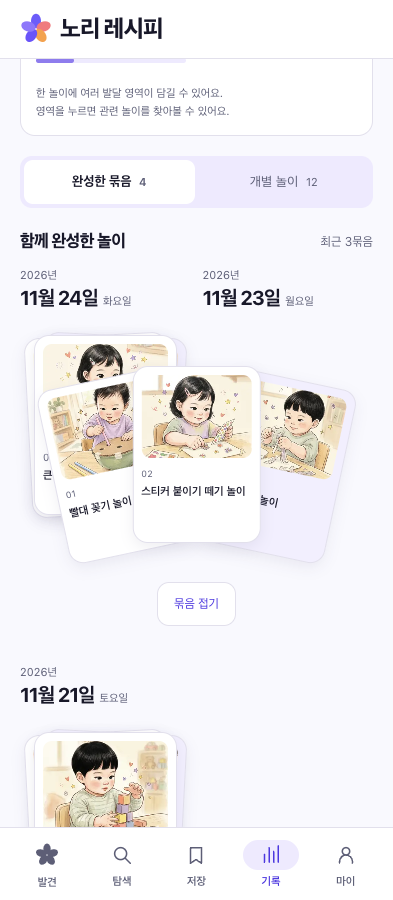 노리 레시피
한 놀이에 여러 발달 영역이 담길 수 있어요.
영역을 누르면 관련 놀이를 찾아볼 수 있어요.
완성한 묶음 4
개별 놀이 12
함께 완성한 놀이
최근 3묶음
2026년
11월 24일 화요일
2026년
11월 23일 월요일
큰
01
빨대 꽂기 놀이
02
스티커 붙이기 떼기 놀이
놀이
묶음 접기
2026년
11월 21일 토요일
발견
탐색
저장
기록
마이